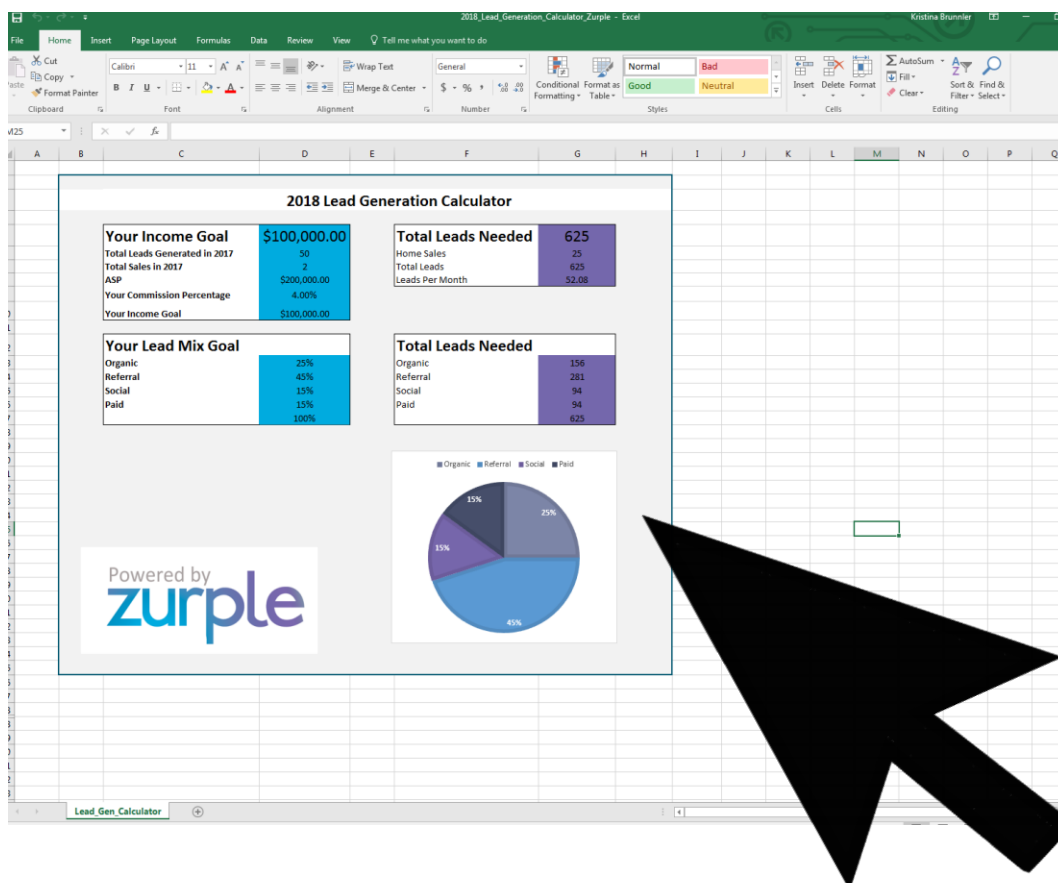 2018_Lead_Generation_Calculator_Zurple - Excel
Kristina Brunnler
File Home Insert Page Layout Formulas Data Review View Tell me what you want to do
Cut
Copy
Format Painter
Clipboard
Calibri 11 A A
B I U A
Font
Wrap Text
Merge & Center
Alignment
General
$ % ,
Number
Conditional Formatting
Format as Table
Normal Bad
Good Neutral
Styles
Insert Delete Format
Cells
AutoSum
Fill
Clear
Sort & Filter
Find & Select
Editing
M25 fx
A B C D E F G H I J K L M N O P Q
2018 Lead Generation Calculator
Your Income Goal $100,000.00
Total Leads Generated in 2017 50
Total Sales in 2017 2
ASP $200,000.00
Your Commission Percentage 4.00%
Your Income Goal $100,000.00
Total Leads Needed 625
Home Sales 25
Total Leads 625
Leads Per Month 52.08
Your Lead Mix Goal
Organic 25%
Referral 45%
Social 15%
Paid 15%
100%
Total Leads Needed
Organic 156
Referral 281
Social 94
Paid 94
625
Organic Referral Social Paid
15%
25%
15%
45%
Powered by
zurple
Lead_Gen_Calculator